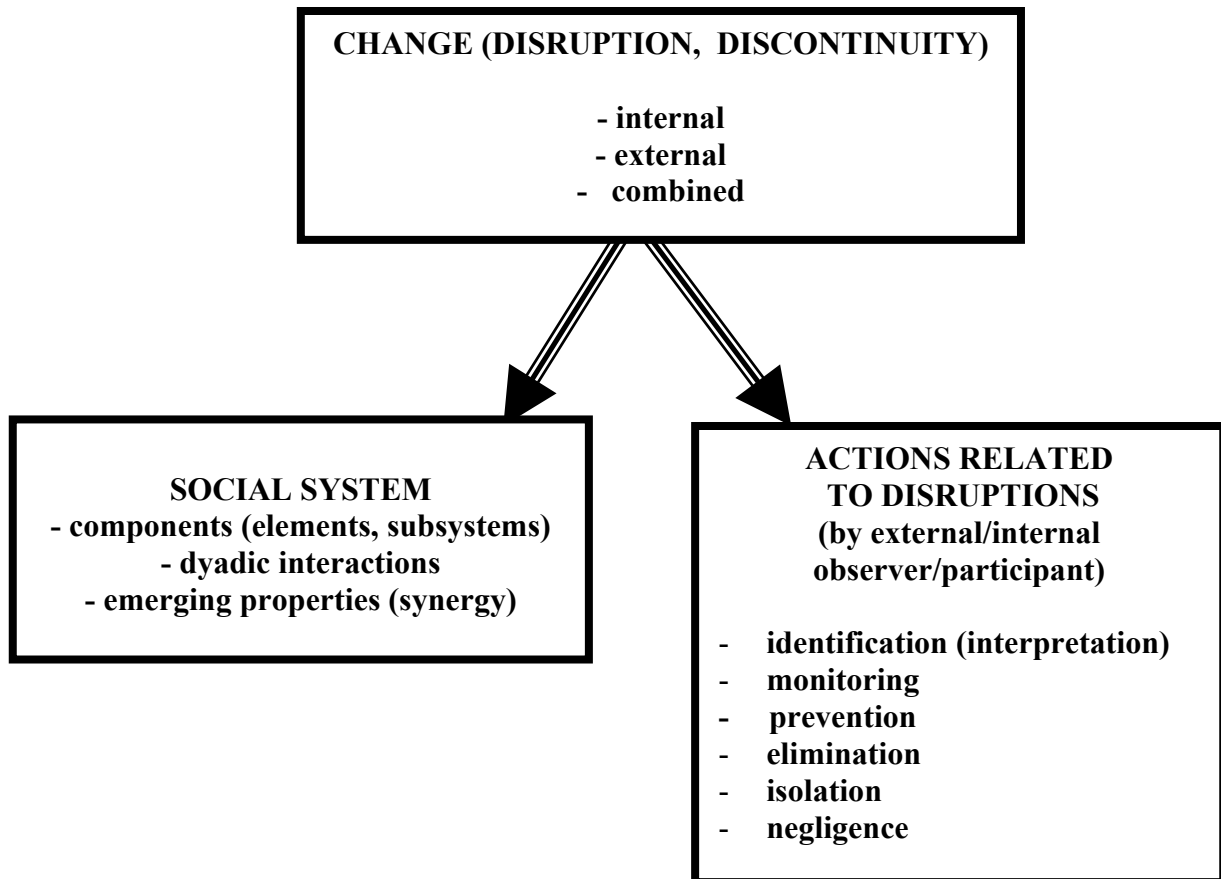 CHANGE (DISRUPTION, DISCONTINUITY)
- internal
- external
- combined
SOCIAL SYSTEM
- components (elements, subsystems)
- dyadic interactions
- emerging properties (synergy)
ACTIONS RELATED
TO DISRUPTIONS
(by external/internal
observer/participant)
- identification (interpretation)
- monitoring
- prevention
- elimination
- isolation
- negligence